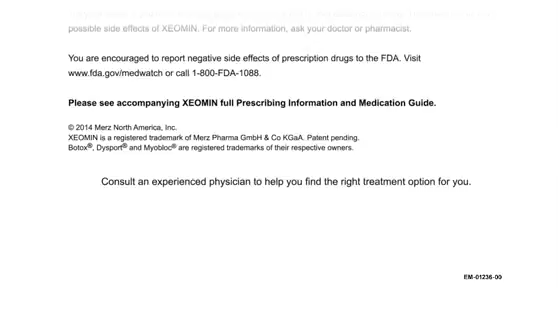 possible side effects of XEOMIN. For more information, ask your doctor or pharmacist.
You are encouraged to report negative side effects of prescription drugs to the FDA. Visit
www.fda.gov/medwatch or call 1-800-FDA-1088.
Please see accompanying XEOMIN full Prescribing Information and Medication Guide.
© 2014 Merz North America, Inc.
XEOMIN is a registered trademark of Merz Pharma GmbH & Co KGaA. Patent pending.
Botox®, Dysport® and Myobloc® are registered trademarks of their respective owners.
Consult an experienced physician to help you find the right treatment option for you.
EM-01236-00